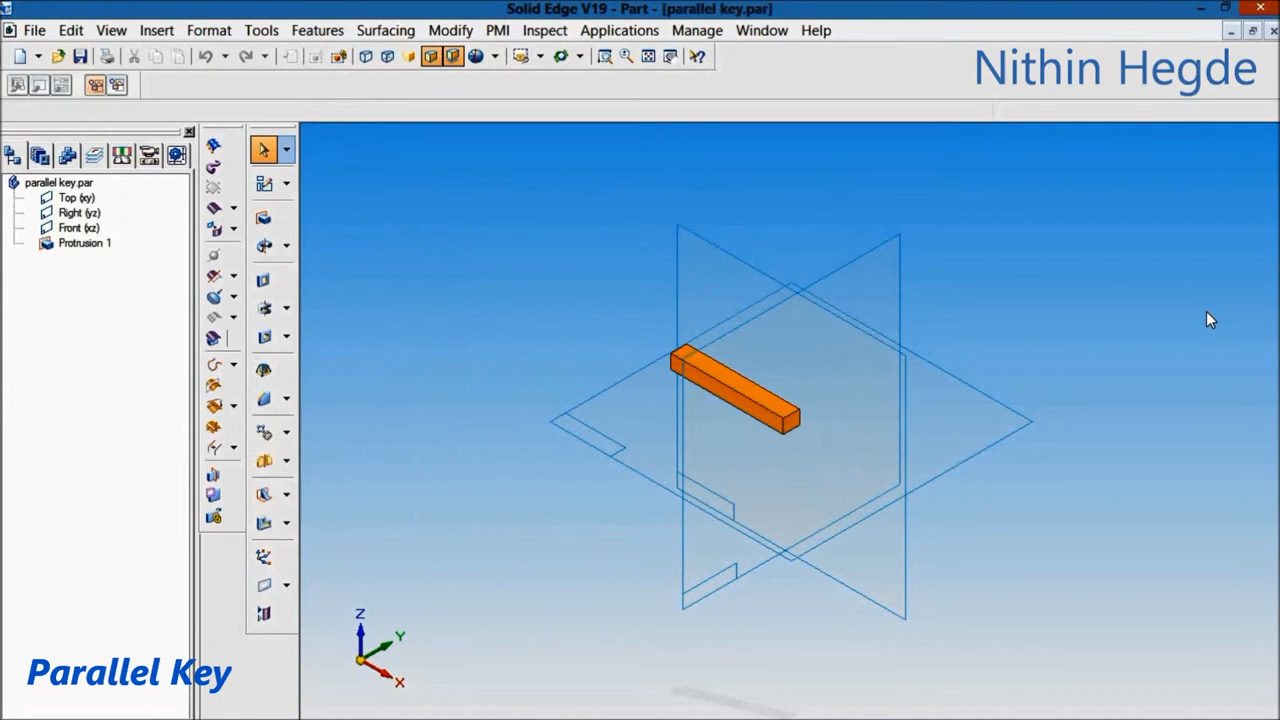 Solid Edge V19 - Part - [parallel key.par]
File Edit View Insert Format Tools Features Surfacing Modify PMI Inspect Applications Manage Window Help
Nithin Hegde
parallel key.par
Top (xy)
Right (yz)
Front (xz)
Protrusion 1
Z
Y
X
Parallel Key